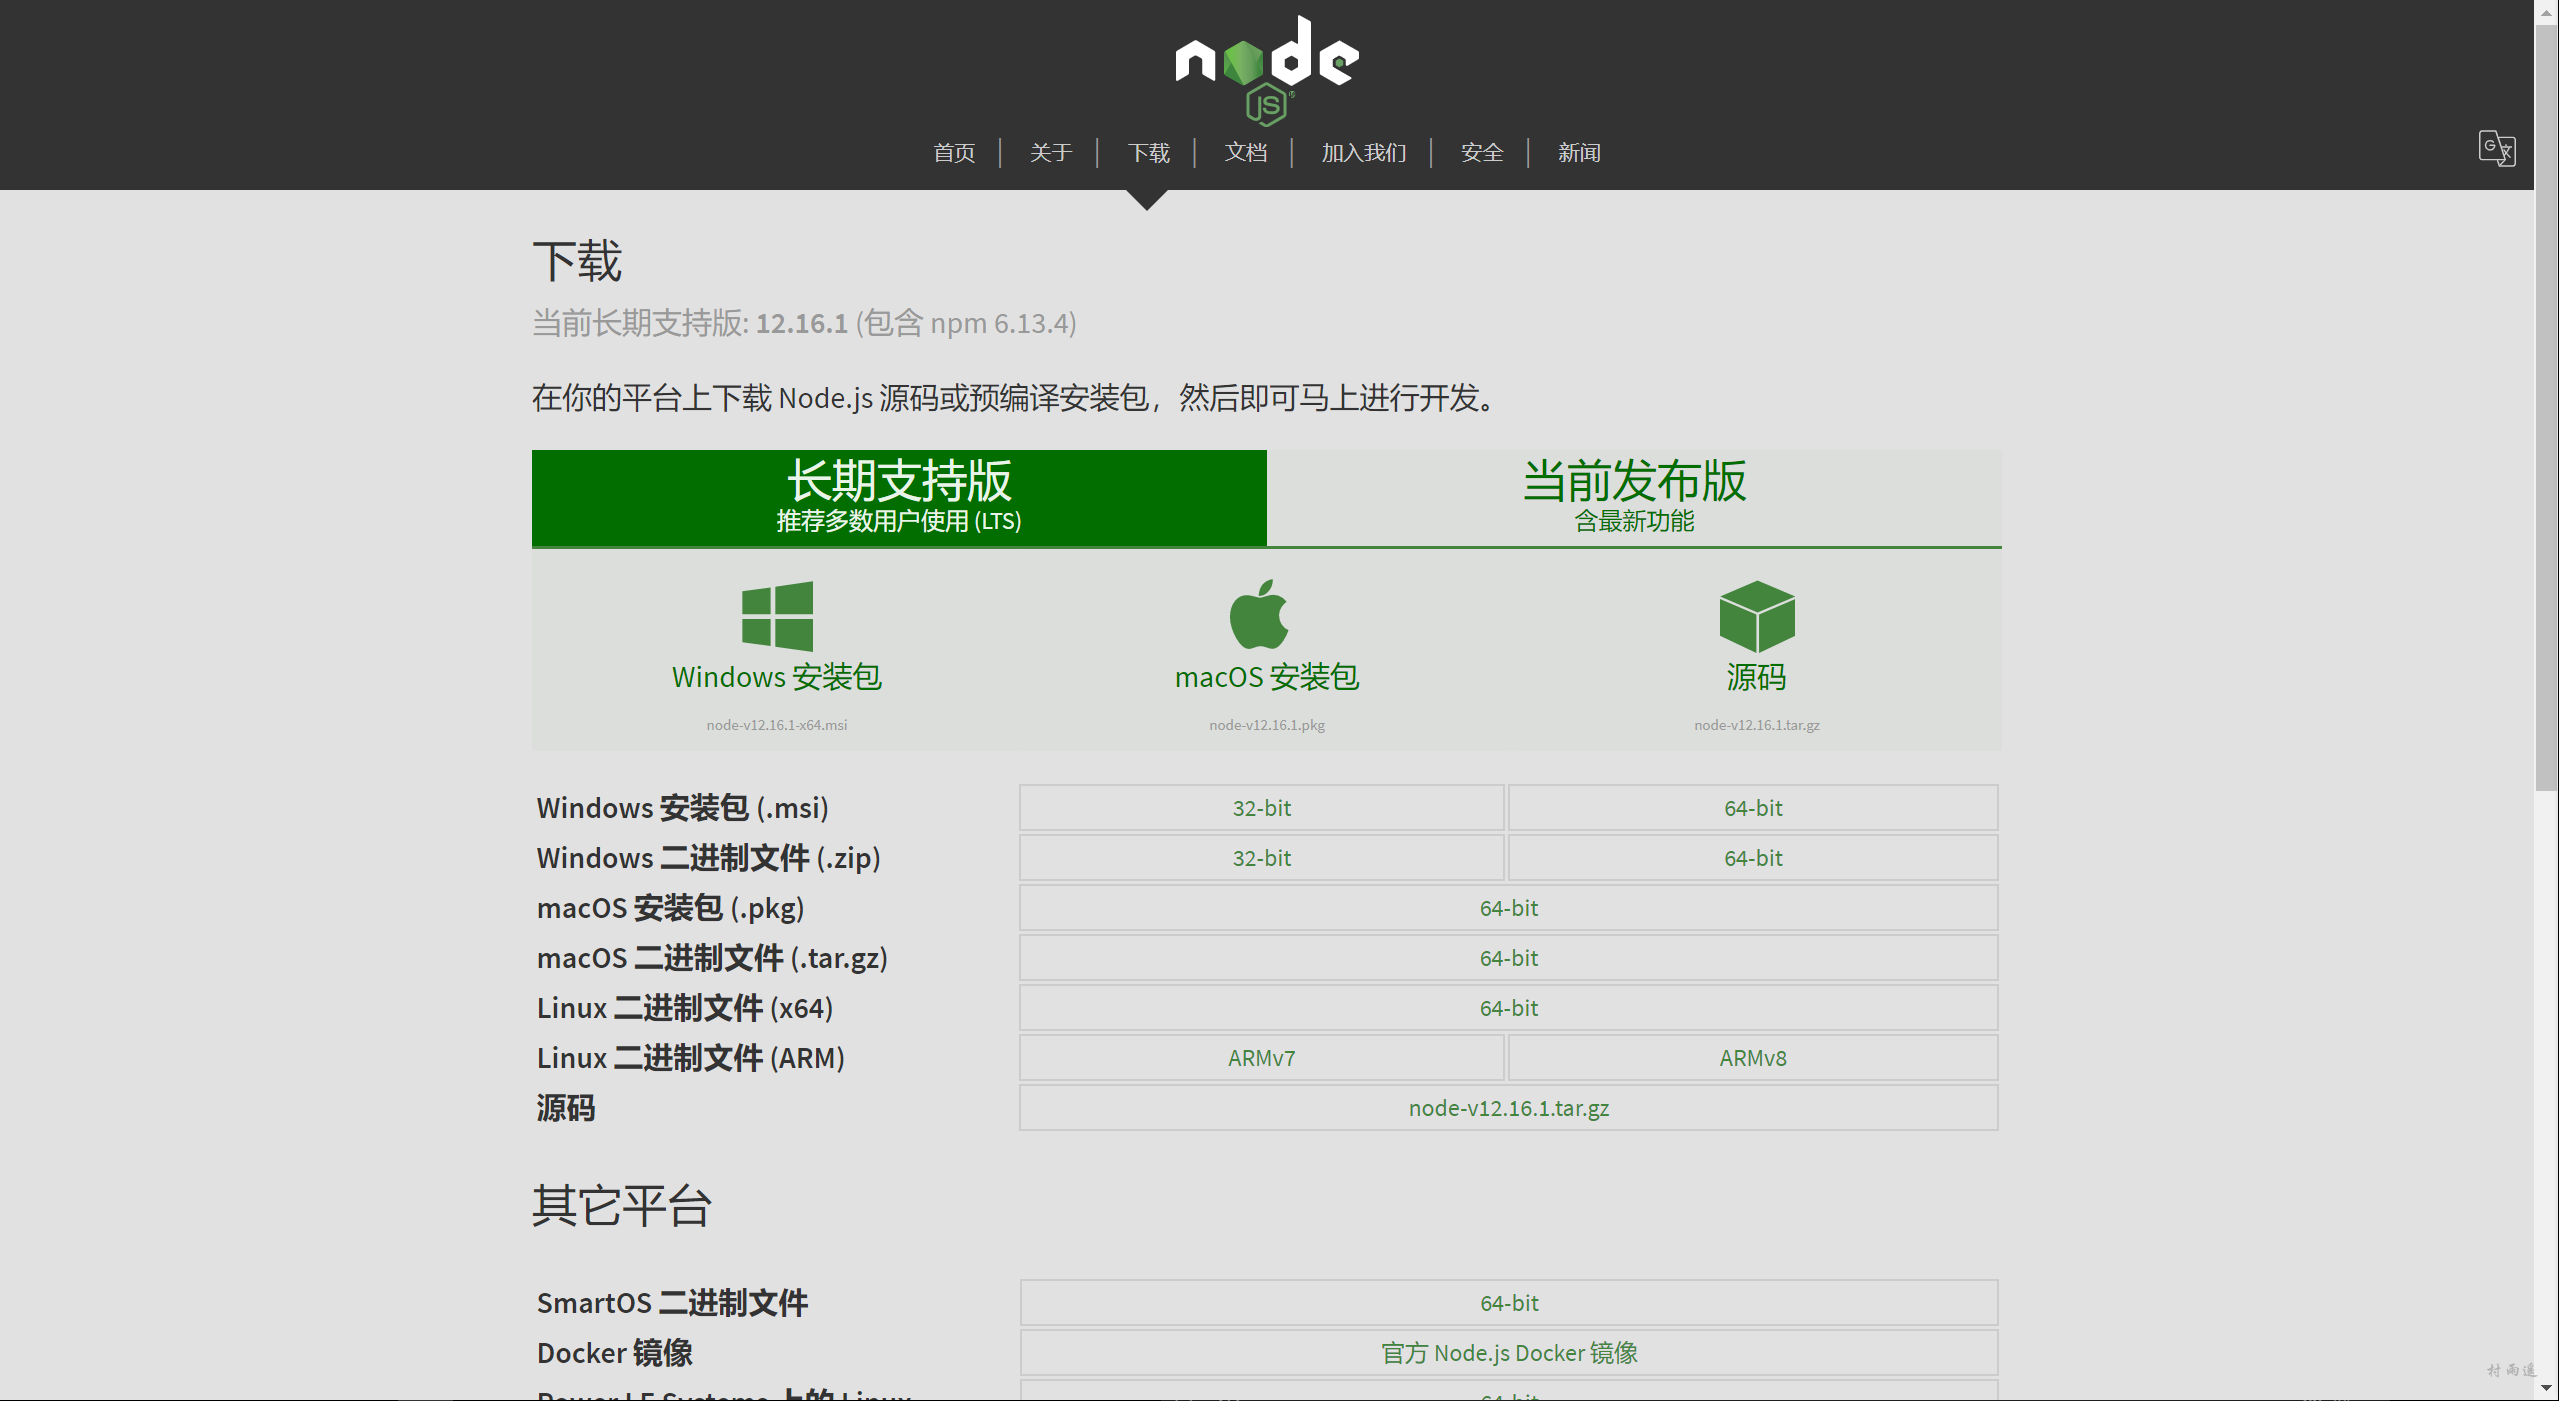 node
JS
首页 | 关于 | 下载 | 文档 | 加入我们 | 安全 | 新闻
下载
当前长期支持版: 12.16.1 (包含 npm 6.13.4)
在你的平台上下载 Node.js 源码或预编译安装包，然后即可马上进行开发。
长期支持版
推荐多数用户使用 (LTS)
当前发布版
含最新功能
Windows 安装包
node-v12.16.1-x64.msi
macOS 安装包
node-v12.16.1.pkg
源码
node-v12.16.1.tar.gz
Windows 安装包 (.msi) 32-bit 64-bit
Windows 二进制文件 (.zip) 32-bit 64-bit
macOS 安装包 (.pkg) 64-bit
macOS 二进制文件 (.tar.gz) 64-bit
Linux 二进制文件 (x64) 64-bit
Linux 二进制文件 (ARM) ARMv7 ARMv8
源码 node-v12.16.1.tar.gz
其它平台
SmartOS 二进制文件 64-bit
Docker 镜像 官方 Node.js Docker 镜像
Power LE Systems 上的 Linux 64-bit
村雨遥